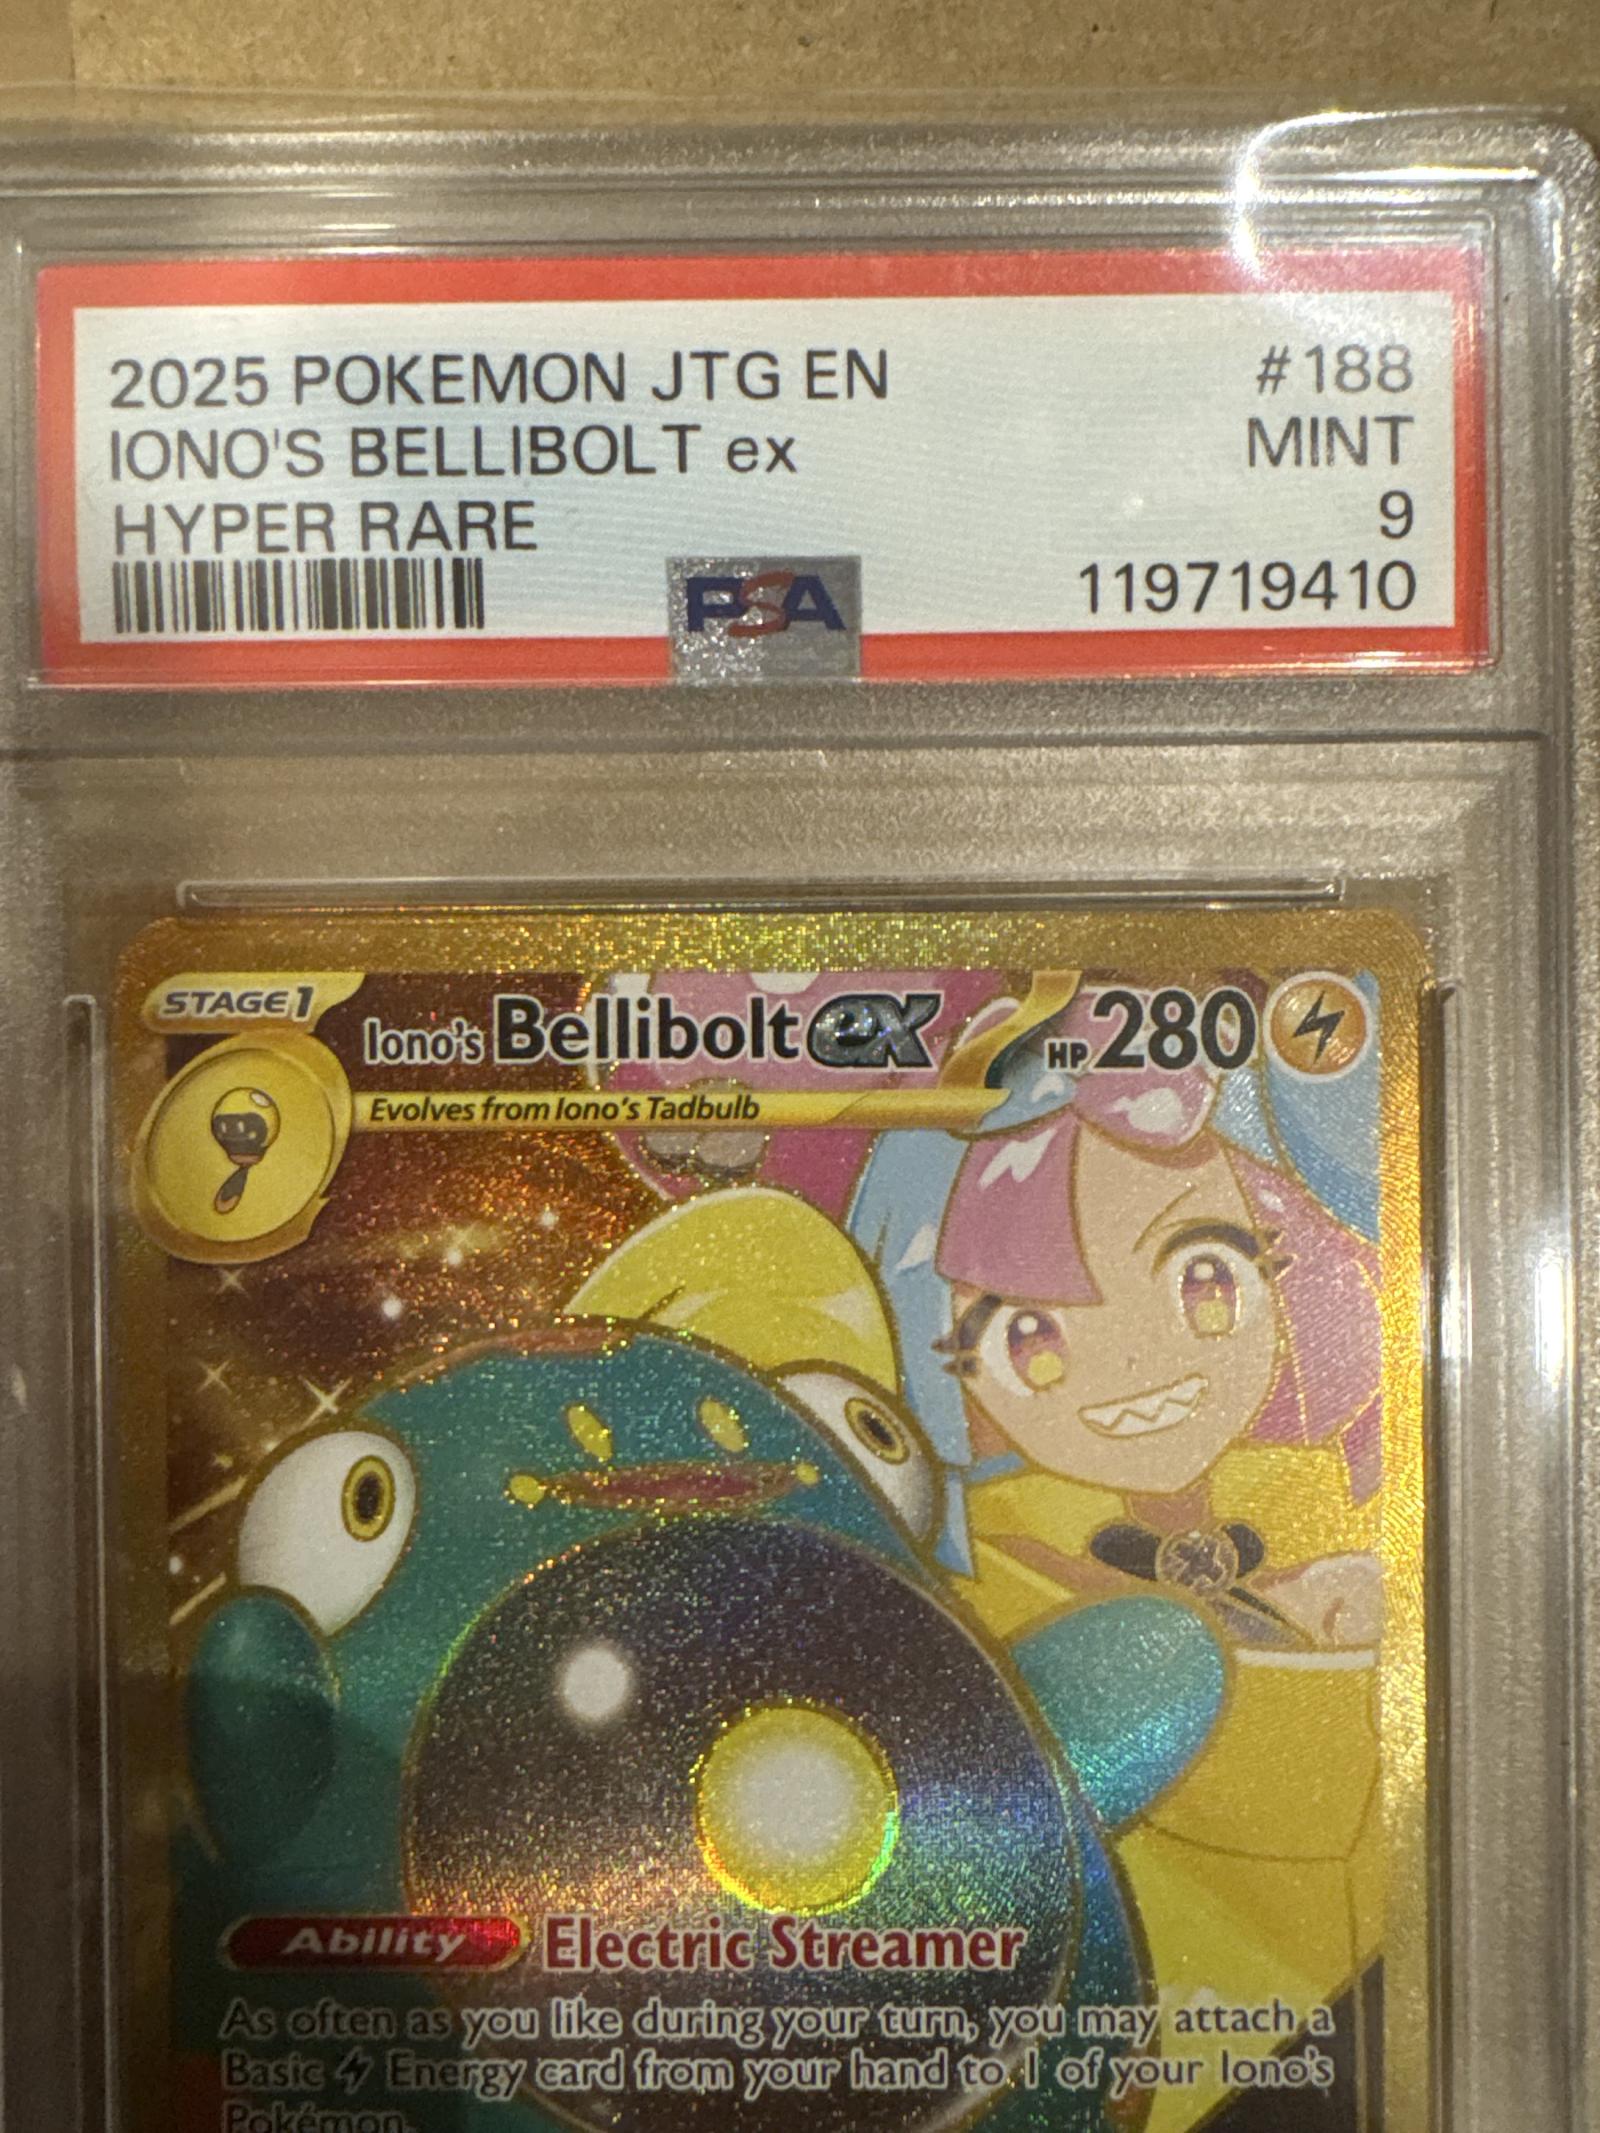 2025 POKEMON JTG EN #188
IONO'S BELLIBOLT ex MINT
HYPER RARE 9
PSA 119719410
STAGE 1
Iono's Bellibolt ex HP 280
Evolves from Iono's Tadbulb
Ability Electric Streamer
As often as you like during your turn, you may attach a
Basic Energy card from your hand to 1 of your Iono's
Pokémon.